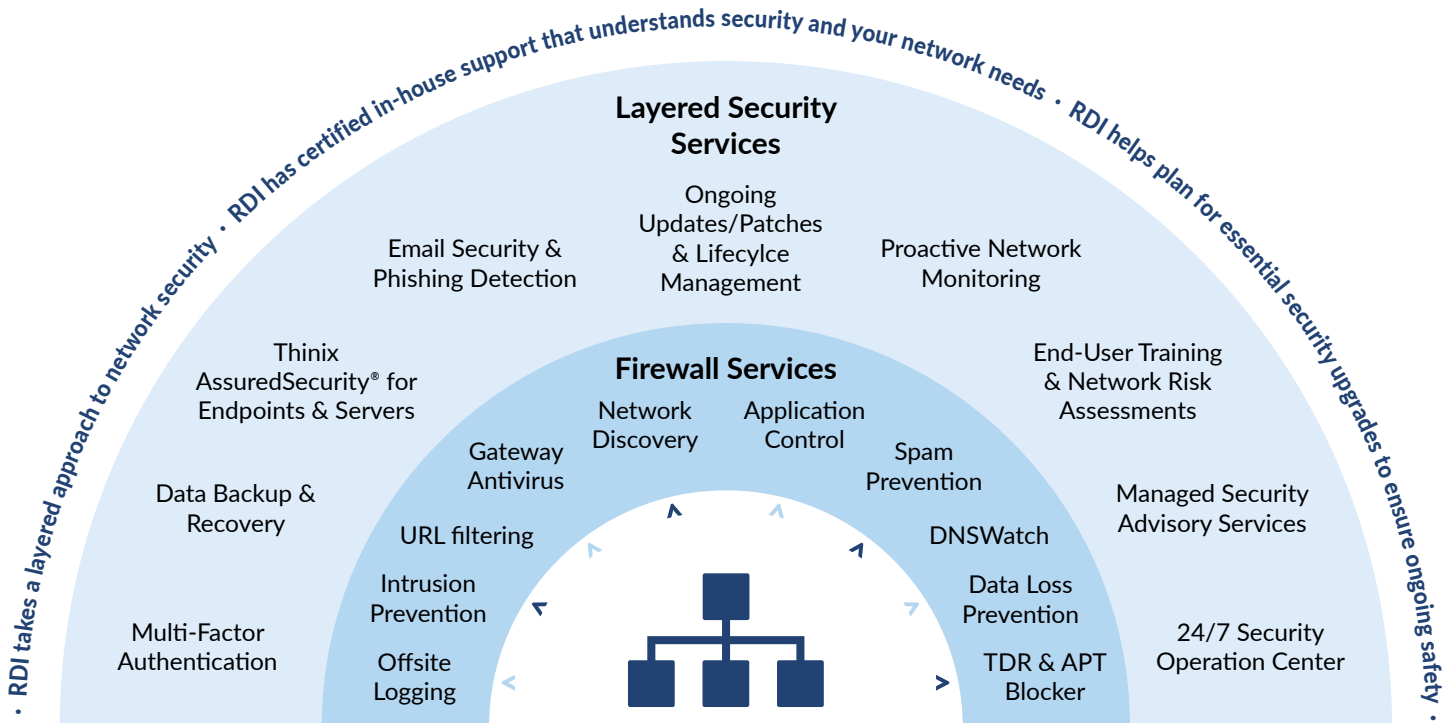 • RDI takes a layered approach to network security • RDI has certified in-house support that understands security and your network needs • RDI helps plan for essential security upgrades to ensure ongoing safety •
Layered Security
Services
Ongoing
Updates/Patches
& Lifecylce
Management
Email Security &
Phishing Detection
Proactive Network
Monitoring
Thinix
AssuredSecurity® for
Endpoints & Servers
End-User Training
& Network Risk
Assessments
Data Backup &
Recovery
Managed Security
Advisory Services
Multi-Factor
Authentication
24/7 Security
Operation Center
Firewall Services
Network
Discovery
Application
Control
Gateway
Antivirus
Spam
Prevention
URL filtering
DNSWatch
Intrusion
Prevention
Data Loss
Prevention
Offsite
Logging
TDR & APT
Blocker